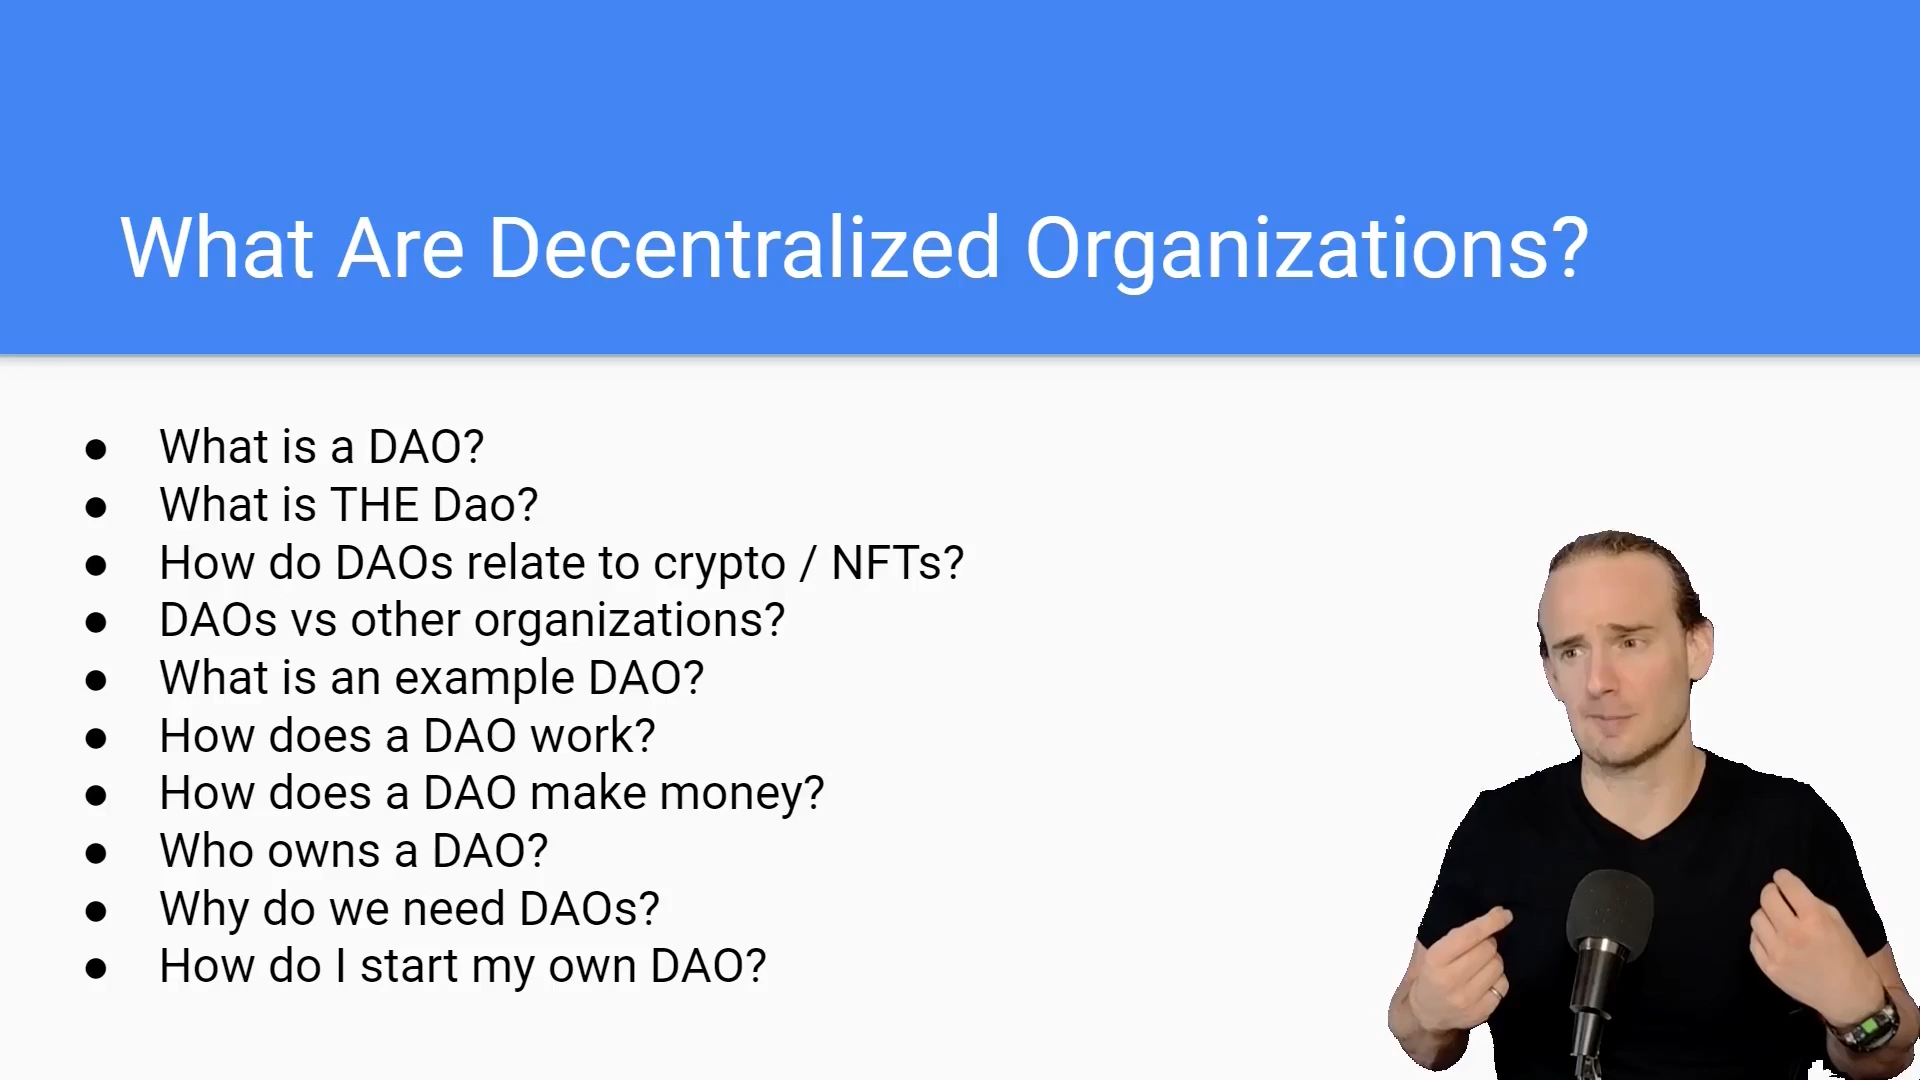 What Are Decentralized Organizations?
● What is a DAO?
● What is THE Dao?
● How do DAOs relate to crypto / NFTs?
● DAOs vs other organizations?
● What is an example DAO?
● How does a DAO work?
● How does a DAO make money?
● Who owns a DAO?
● Why do we need DAOs?
● How do I start my own DAO?